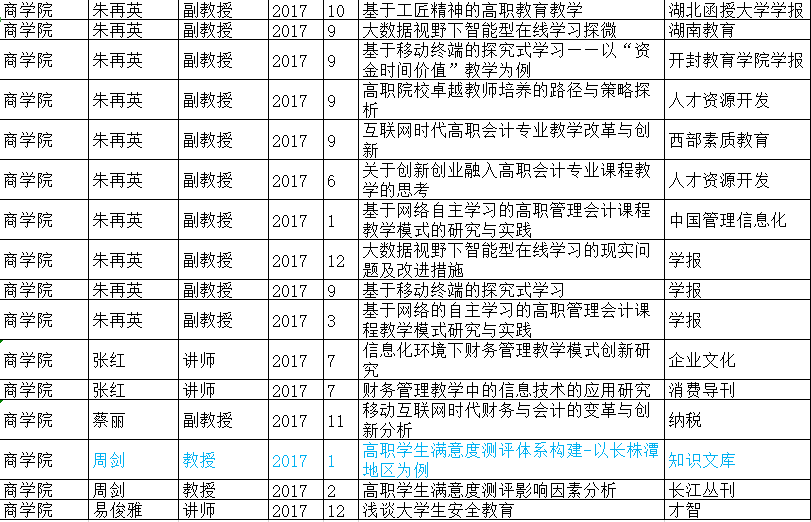 商学院 朱再英 副教授 2017 10 基于工匠精神的高职教育教学 湖北函授大学学报
商学院 朱再英 副教授 2017 9 大数据视野下智能型在线学习探微 湖南教育
商学院 朱再英 副教授 2017 9 基于移动终端的探究式学习——以“资
金时间价值”教学为例 开封教育学院学报
商学院 朱再英 副教授 2017 9 高职院校卓越教师培养的路径与策略探
析 人才资源开发
商学院 朱再英 副教授 2017 9 互联网时代高职会计专业教学改革与创
新 西部素质教育
商学院 朱再英 副教授 2017 6 关于创新创业融入高职会计专业课程教
学的思考 人才资源开发
商学院 朱再英 副教授 2017 1 基于网络自主学习的高职管理会计课程
教学模式的研究与实践 中国管理信息化
商学院 朱再英 副教授 2017 12 大数据视野下智能型在线学习的现实问
题及改进措施 学报
商学院 朱再英 副教授 2017 9 基于移动终端的探究式学习 学报
商学院 朱再英 副教授 2017 3 基于网络的自主学习的高职管理会计课
程教学模式研究与实践 学报
商学院 张红 讲师 2017 7 信息化环境下财务管理教学模式创新研
究 企业文化
商学院 张红 讲师 2017 7 财务管理教学中的信息技术的应用研究 消费导刊
商学院 蔡丽 副教授 2017 11 移动互联网时代财务与会计的变革与创
新分析 纳税
商学院 周剑 教授 2017 1 高职学生满意度测评体系构建-以长株潭
地区为例 知识文库
商学院 周剑 教授 2017 2 高职学生满意度测评影响因素分析 长江丛刊
商学院 易俊雅 讲师 2017 12 浅谈大学生安全教育 才智